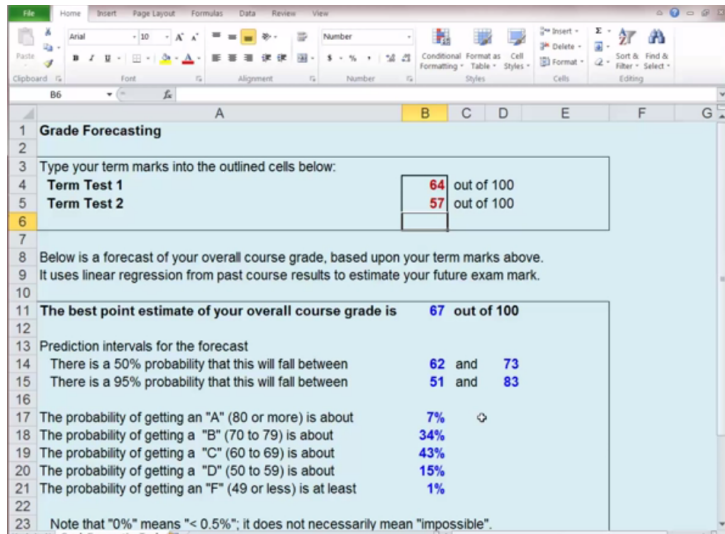 File Home Insert Page Layout Formulas Data Review View
Arial 10 A A Number Insert Σ
Paste B I U A $ % , Conditional Format as Cell Delete Sort & Find &
Formatting Table Styles Format Filter Select
Clipboard Font Alignment Number Styles Cells Editing
B6 fx
A B C D E F G
1 Grade Forecasting
2
3 Type your term marks into the outlined cells below:
4 Term Test 1 64 out of 100
5 Term Test 2 57 out of 100
6
7
8 Below is a forecast of your overall course grade, based upon your term marks above.
9 It uses linear regression from past course results to estimate your future exam mark.
10
11 The best point estimate of your overall course grade is 67 out of 100
12
13 Prediction intervals for the forecast
14 There is a 50% probability that this will fall between 62 and 73
15 There is a 95% probability that this will fall between 51 and 83
16
17 The probability of getting an "A" (80 or more) is about 7%
18 The probability of getting a "B" (70 to 79) is about 34%
19 The probability of getting a "C" (60 to 69) is about 43%
20 The probability of getting a "D" (50 to 59) is about 15%
21 The probability of getting an "F" (49 or less) is at least 1%
22
23 Note that "0%" means "< 0.5%"; it does not necessarily mean "impossible".